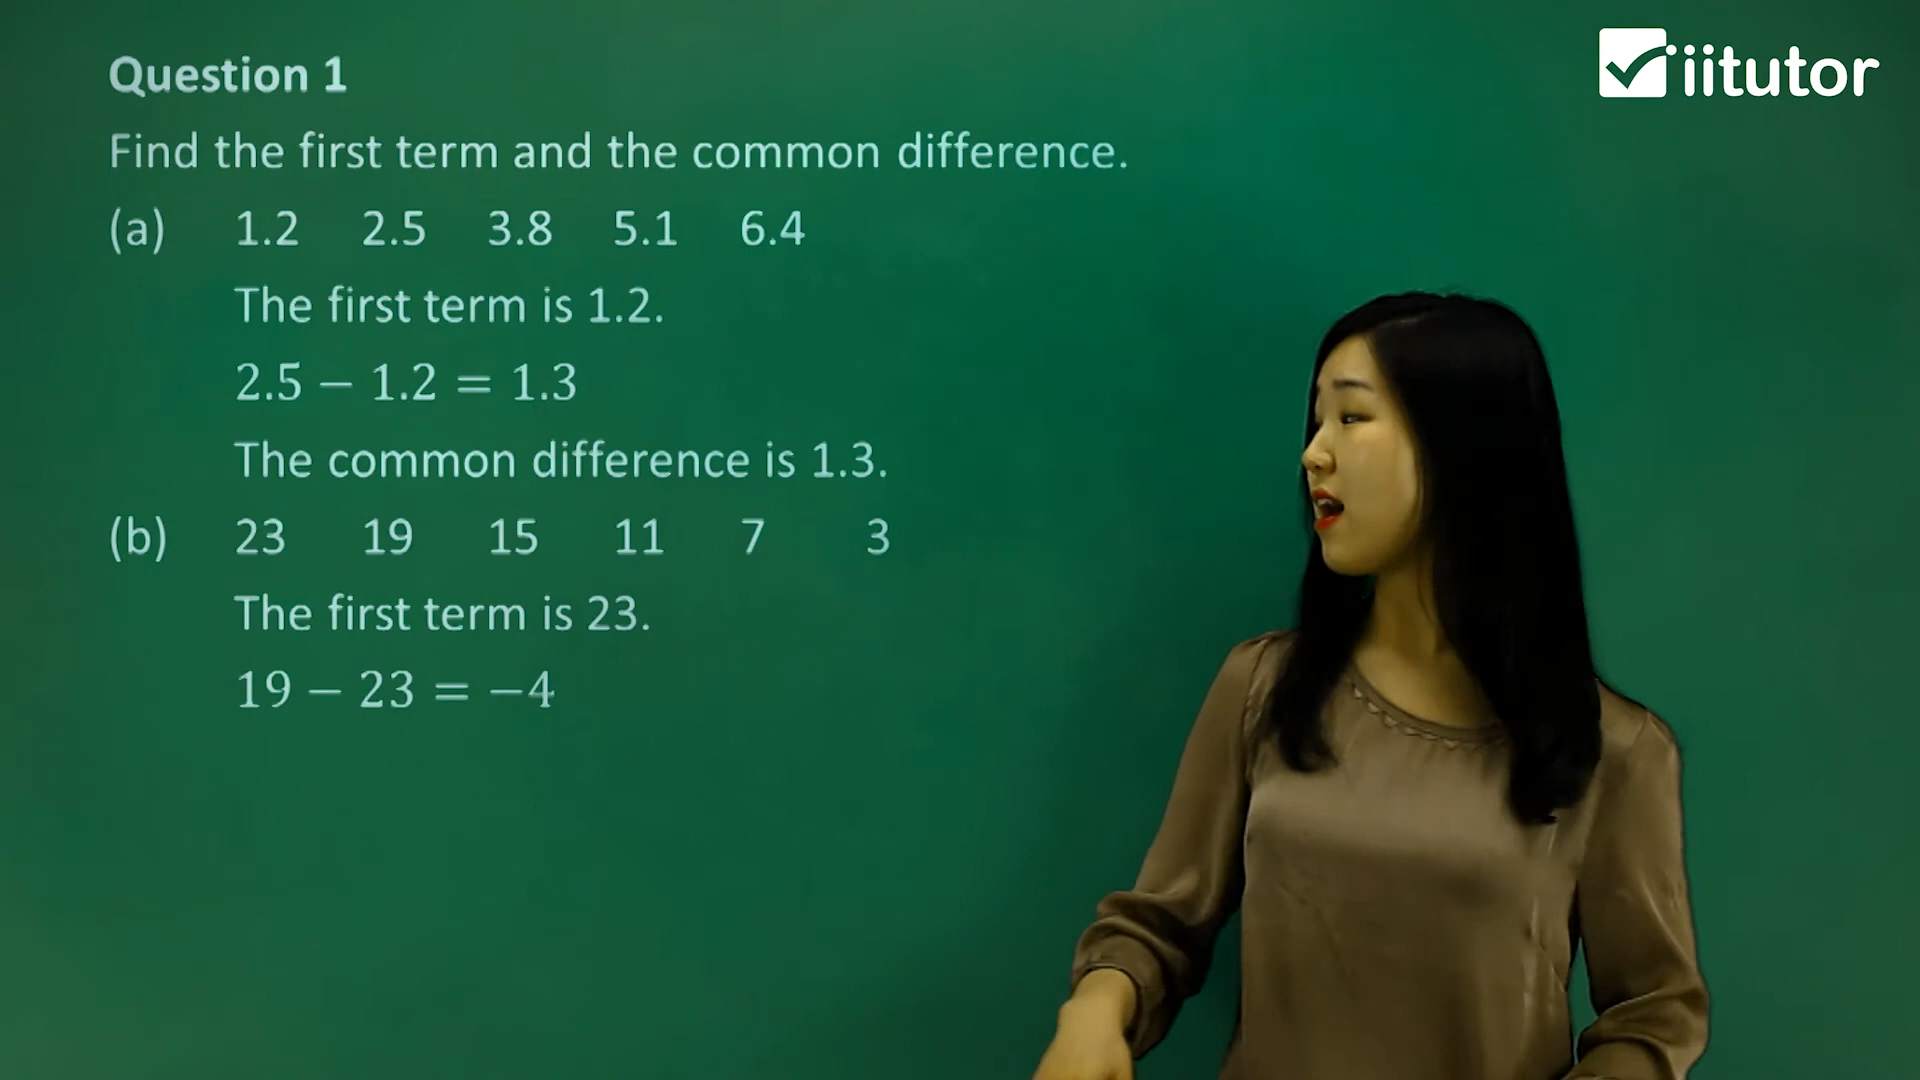 iitutor
Question 1
Find the first term and the common difference.
(a) 1.2 2.5 3.8 5.1 6.4
The first term is 1.2.
2.5 − 1.2 = 1.3
The common difference is 1.3.
(b) 23 19 15 11 7 3
The first term is 23.
19 − 23 = −4